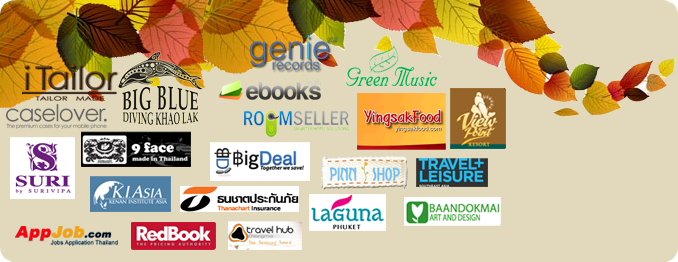 genie
records
iTailor
TAILOR MADE
BIG BLUE
DIVING KHAO LAK
Green Music
ebooks
caselover.
The premium cases for your mobile phone
ROOMSELLER
YingsakFood
yingsakfood.com
View
Point
RESORT
SURI
by SURIVIPA
9 face
made in Thailand
BigDeal
Together we save!
PINN SHOP
TRAVEL+
LEISURE
SOUTHEAST ASIA
KIAsia
KENAN INSTITUTE ASIA
ธนชาตประกันภัย
Thanachart Insurance
LAGUNA
PHUKET
BAANDOKMAI
ART AND DESIGN
AppJob.com
Jobs Application Thailand
RedBook
THE PRICING AUTHORITY
travel hub